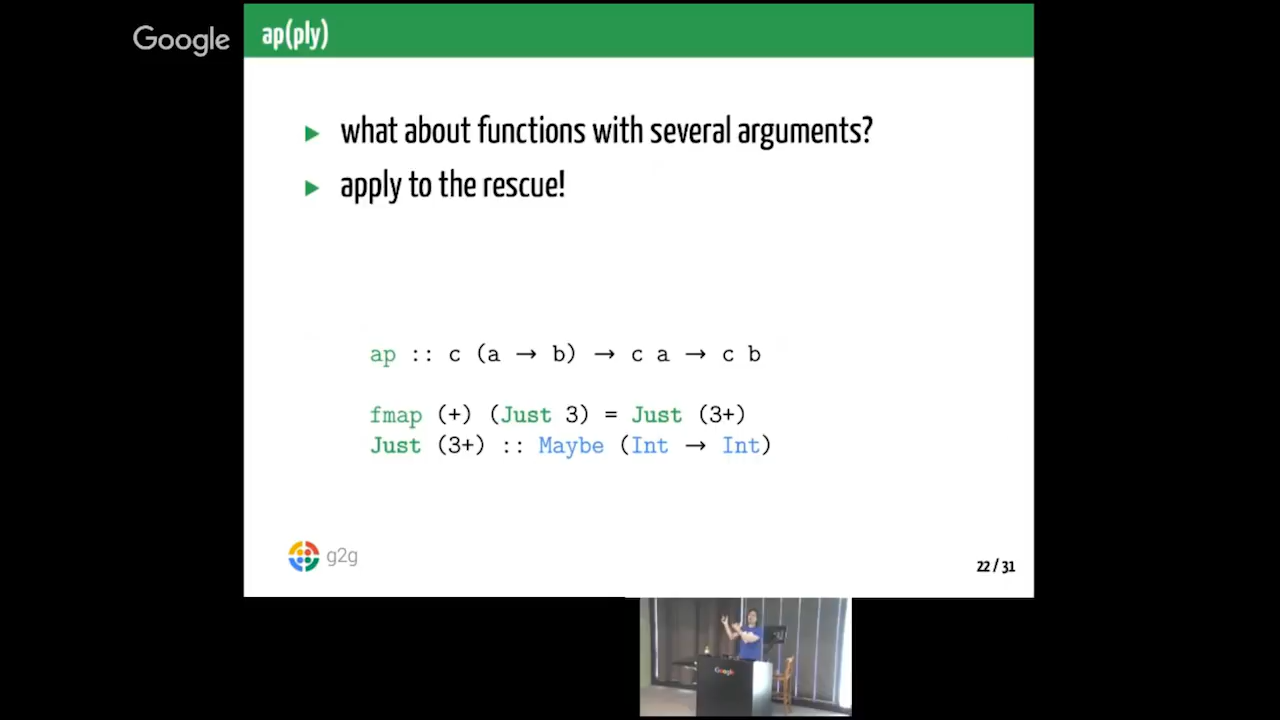 Google
ap(ply)
what about functions with several arguments?
apply to the rescue!
ap :: c (a → b) → c a → c b
fmap (+) (Just 3) = Just (3+)
Just (3+) :: Maybe (Int → Int)
g2g
22 / 31
Google